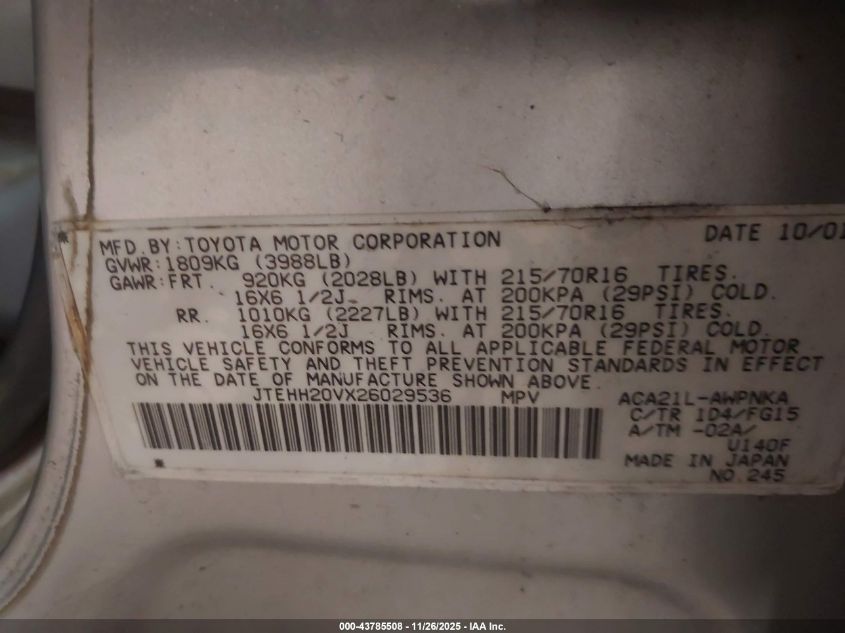 MFD.BY:TOYOTA MOTOR CORPORATION DATE 10/01
GVWR:1809KG (3988LB)
GAWR:FRT. 920KG (2028LB) WITH 215/70R16 TIRES.
16X6 1/2J RIMS. AT 200KPA (29PSI) COLD.
RR. 1010KG (2227LB) WITH 215/70R16 TIRES.
16X6 1/2J RIMS. AT 200KPA (29PSI) COLD.
THIS VEHICLE CONFORMS TO ALL APPLICABLE FEDERAL MOTOR
VEHICLE SAFETY AND THEFT PREVENTION STANDARDS IN EFFECT
ON THE DATE OF MANUFACTURE SHOWN ABOVE.
JTEHH20VX26029536 MPV ACA21L-AWPNKA
C/TR 1D4/FG15
A/TM -02A/
U140F
MADE IN JAPAN
NO.245
000-43785508 - 11/26/2025 - IAA Inc.